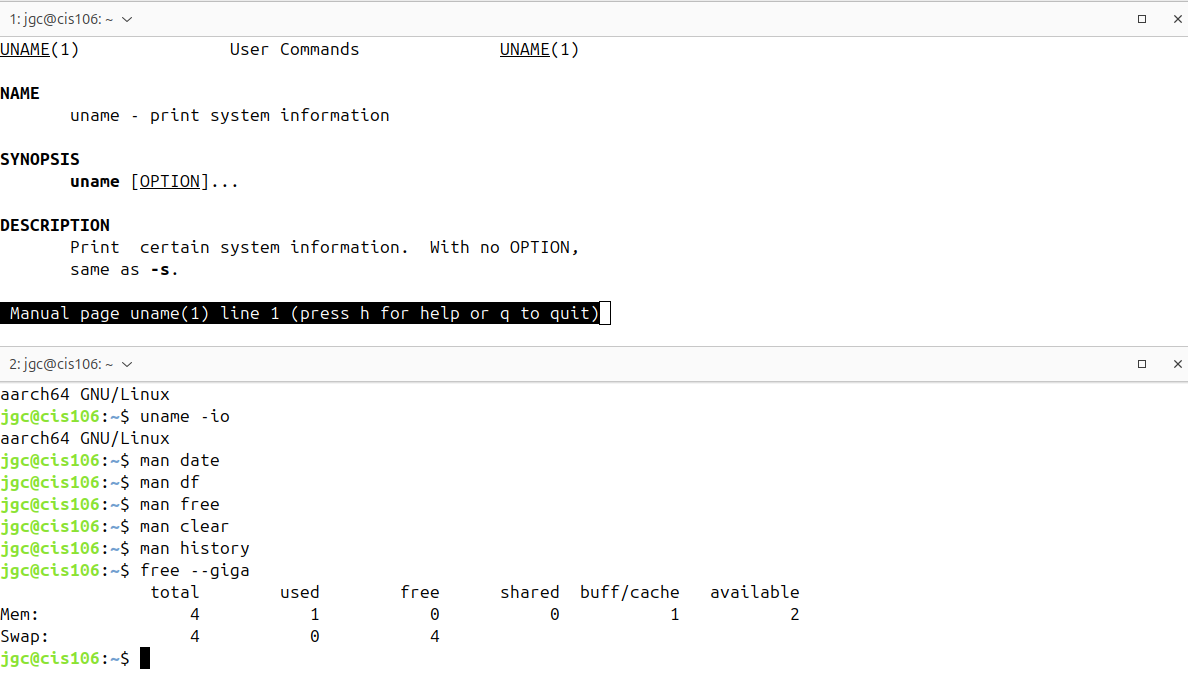 1: jgc@cis106: ~
UNAME(1)               User Commands              UNAME(1)
NAME
       uname - print system information
SYNOPSIS
       uname [OPTION]...
DESCRIPTION
       Print  certain system information.  With no OPTION,
       same as -s.
 Manual page uname(1) line 1 (press h for help or q to quit)
2: jgc@cis106: ~
aarch64 GNU/Linux
jgc@cis106:~$ uname -io
aarch64 GNU/Linux
jgc@cis106:~$ man date
jgc@cis106:~$ man df
jgc@cis106:~$ man free
jgc@cis106:~$ man clear
jgc@cis106:~$ man history
jgc@cis106:~$ free --giga
               total        used        free      shared  buff/cache   available
Mem:               4           1           0           0           1           2
Swap:              4           0           4
jgc@cis106:~$